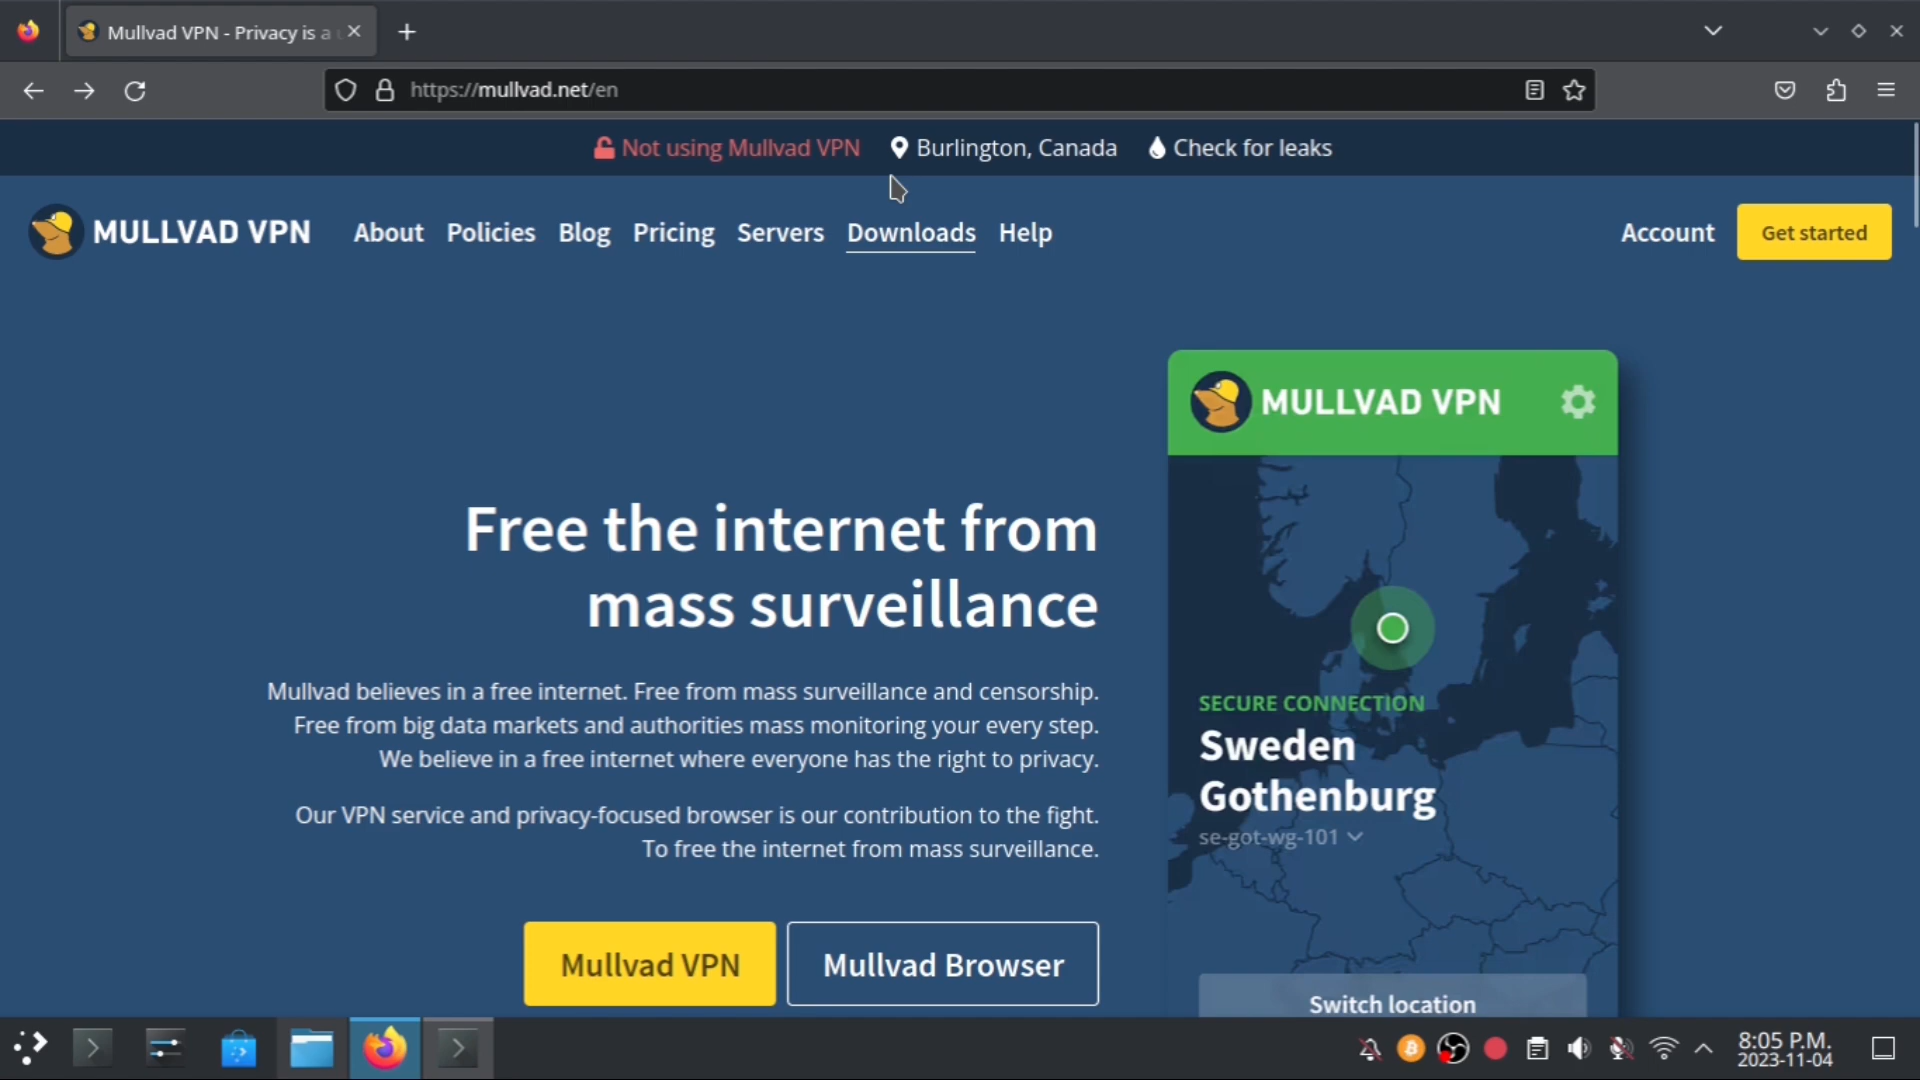 Mullvad VPN - Privacy is a
https://mullvad.net/en
Not using Mullvad VPN Burlington, Canada Check for leaks
MULLVAD VPN About Policies Blog Pricing Servers Downloads Help Account Get started
MULLVAD VPN
Free the internet from
mass surveillance
Mullvad believes in a free internet. Free from mass surveillance and censorship.
Free from big data markets and authorities mass monitoring your every step.
We believe in a free internet where everyone has the right to privacy.
Our VPN service and privacy-focused browser is our contribution to the fight.
To free the internet from mass surveillance.
Mullvad VPN Mullvad Browser
SECURE CONNECTION
Sweden
Gothenburg
se-got-wg-101
Switch location
8:05 P.M.
2023-11-04